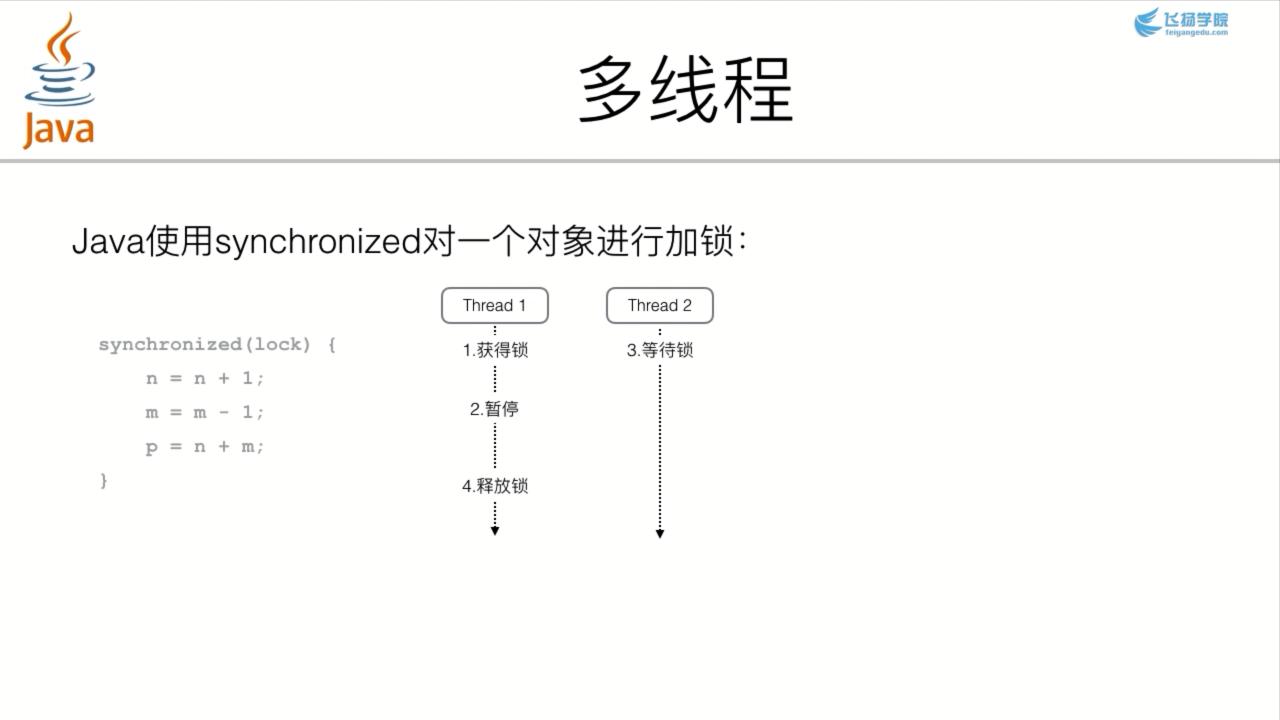 飞扬学院
feiyangedu.com
Java
多线程
Java使用synchronized对一个对象进行加锁：
synchronized(lock) {
n = n + 1;
m = m - 1;
p = n + m;
}
Thread 1
1.获得锁
2.暂停
4.释放锁
Thread 2
3.等待锁